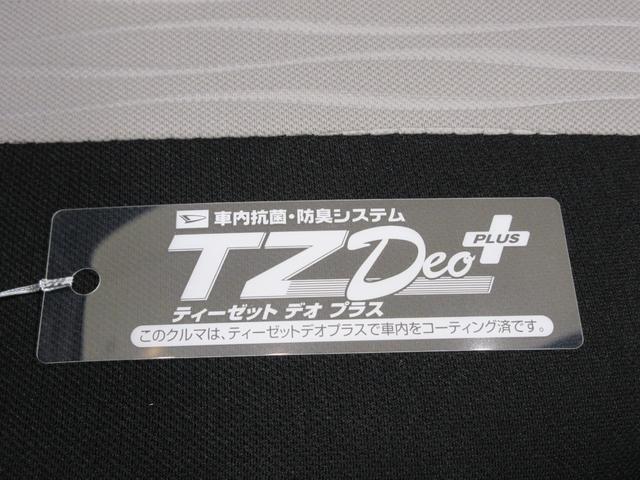 車内抗菌・防臭システム
TZ Deo PLUS
ティーゼット デオ プラス
このクルマは、ティーゼットデオプラスで車内をコーティング済です。